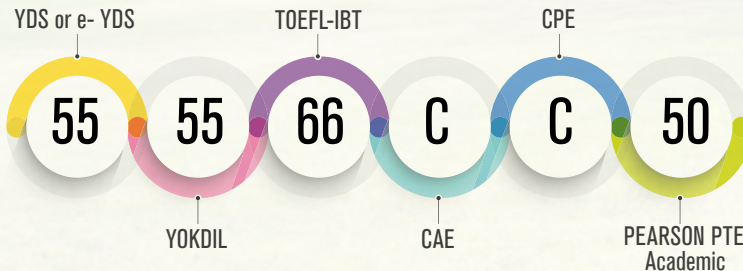 YDS or e- YDS
TOEFL-IBT
CPE
55
55
66
C
C
50
YOKDIL
CAE
PEARSON PTE
Academic